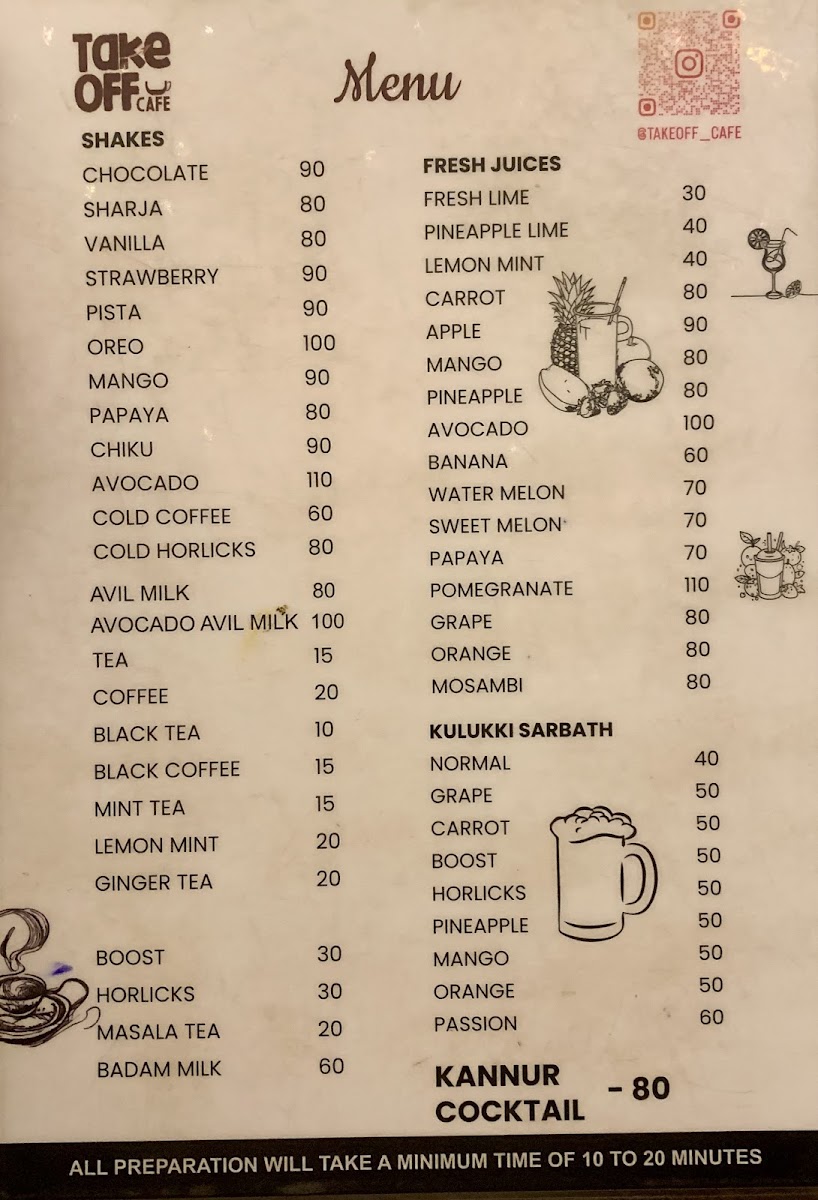 Take
OFF CAFE
Menu
@TAKEOFF_CAFE
SHAKES
CHOCOLATE 90
SHARJA 80
VANILLA 80
STRAWBERRY 90
PISTA 90
OREO 100
MANGO 90
PAPAYA 80
CHIKU 90
AVOCADO 110
COLD COFFEE 60
COLD HORLICKS 80
AVIL MILK 80
AVOCADO AVIL MILK 100
TEA 15
COFFEE 20
BLACK TEA 10
BLACK COFFEE 15
MINT TEA 15
LEMON MINT 20
GINGER TEA 20
BOOST 30
HORLICKS 30
MASALA TEA 20
BADAM MILK 60
FRESH JUICES
FRESH LIME 30
PINEAPPLE LIME 40
LEMON MINT 40
CARROT 80
APPLE 90
MANGO 80
PINEAPPLE 80
AVOCADO 100
BANANA 60
WATER MELON 70
SWEET MELON 70
PAPAYA 70
POMEGRANATE 110
GRAPE 80
ORANGE 80
MOSAMBI 80
KULUKKI SARBATH
NORMAL 40
GRAPE 50
CARROT 50
BOOST 50
HORLICKS 50
PINEAPPLE 50
MANGO 50
ORANGE 50
PASSION 60
KANNUR
COCKTAIL - 80
ALL PREPARATION WILL TAKE A MINIMUM TIME OF 10 TO 20 MINUTES